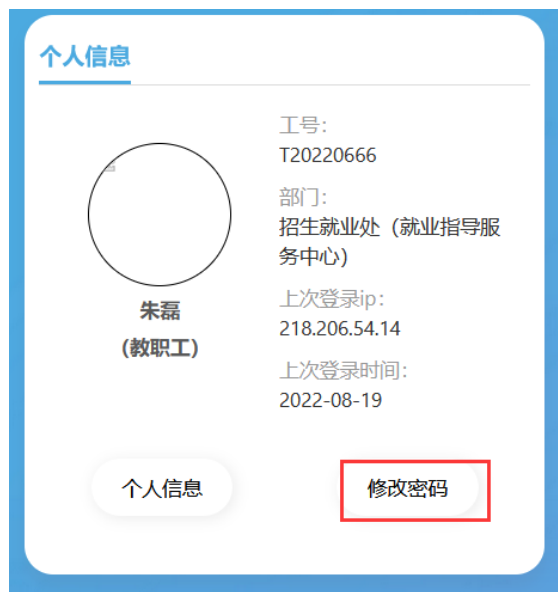 个人信息
工号：
T20220666
部门：
招生就业处（就业指导服
务中心）
上次登录ip：
218.206.54.14
上次登录时间：
2022-08-19
朱磊
（教职工）
个人信息
修改密码